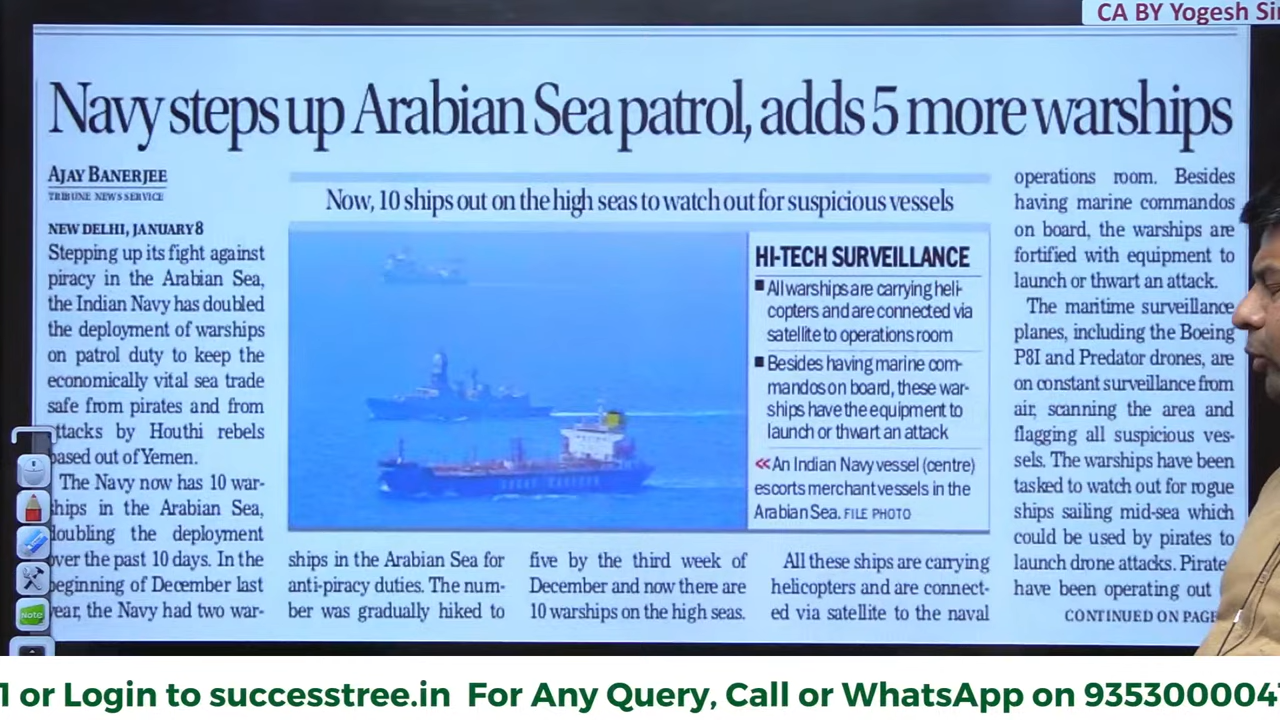 CA BY Yogesh
Navy steps up Arabian Sea patrol, adds 5 more warships
AJAY BANERJEE
TRIBUNE NEWS SERVICE
NEW DELHI, JANUARY 8
Stepping up its fight against
piracy in the Arabian Sea,
the Indian Navy has doubled
the deployment of warships
on patrol duty to keep the
economically vital sea trade
safe from pirates and from
attacks by Houthi rebels
based out of Yemen.
The Navy now has 10 war-
ships in the Arabian Sea,
doubling the deployment
over the past 10 days. In the
beginning of December last
year, the Navy had two war-
Now, 10 ships out on the high seas to watch out for suspicious vessels
HI-TECH SURVEILLANCE
■ All warships are carrying heli-
copters and are connected via
satellite to operations room
■ Besides having marine com-
mandos on board, these war-
ships have the equipment to
launch or thwart an attack
« An Indian Navy vessel (centre)
escorts merchant vessels in the
Arabian Sea. FILE PHOTO
ships in the Arabian Sea for
anti-piracy duties. The num-
ber was gradually hiked to
five by the third week of
December and now there are
10 warships on the high seas.
All these ships are carrying
helicopters and are connect-
ed via satellite to the naval
operations room. Besides
having marine commandos
on board, the warships are
fortified with equipment to
launch or thwart an attack.
The maritime surveillance
planes, including the Boeing
P8I and Predator drones, are
on constant surveillance from
air, scanning the area and
flagging all suspicious ves-
sels. The warships have been
tasked to watch out for rogue
ships sailing mid-sea which
could be used by pirates to
launch drone attacks. Pirate
have been operating out
CONTINUED ON PAGE
Note
1 or Login to successtree.in For Any Query, Call or WhatsApp on 935300004